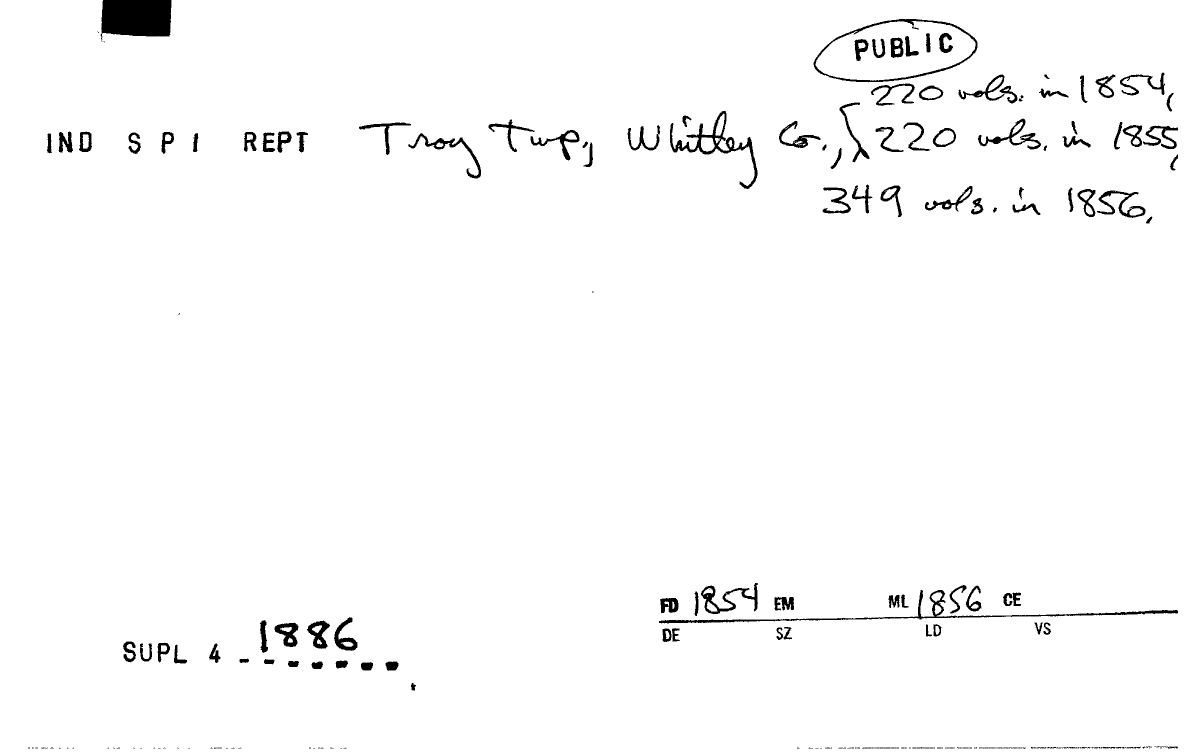 PUBLIC
220 vols. in 1854,
IND S P I REPT Troy Twp., Whitley Co., 220 vols. in 1855,
349 vols. in 1856.
FD 1854 EM ML 1856 CE
DE SZ LD VS
SUPL 4 1886